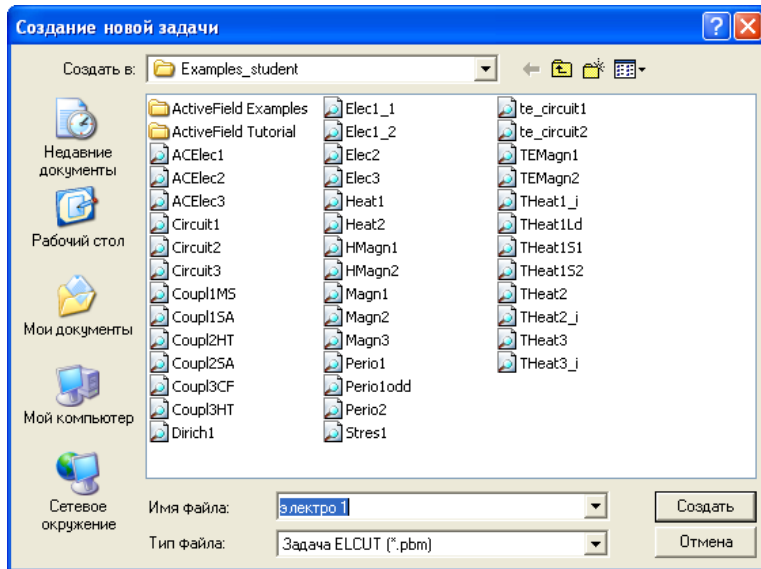 Создание новой задачи
Создать в: Examples_student
Недавние документы
Рабочий стол
Мои документы
Мой компьютер
Сетевое окружение
ActiveField Examples
ActiveField Tutorial
ACElec1
ACElec2
ACElec3
Circuit1
Circuit2
Circuit3
Coupl1MS
Coupl1SA
Coupl2HT
Coupl2SA
Coupl3CF
Coupl3HT
Dirich1
Elec1_1
Elec1_2
Elec2
Elec3
Heat1
Heat2
HMagn1
HMagn2
Magn1
Magn2
Magn3
Perio1
Perio1odd
Perio2
Stres1
te_circuit1
te_circuit2
TEMagn1
TEMagn2
THeat1_i
THeat1Ld
THeat1S1
THeat1S2
THeat2
THeat2_i
THeat3
THeat3_i
Имя файла: электро 1 Создать
Тип файла: Задача ELCUT (*.pbm) Отмена